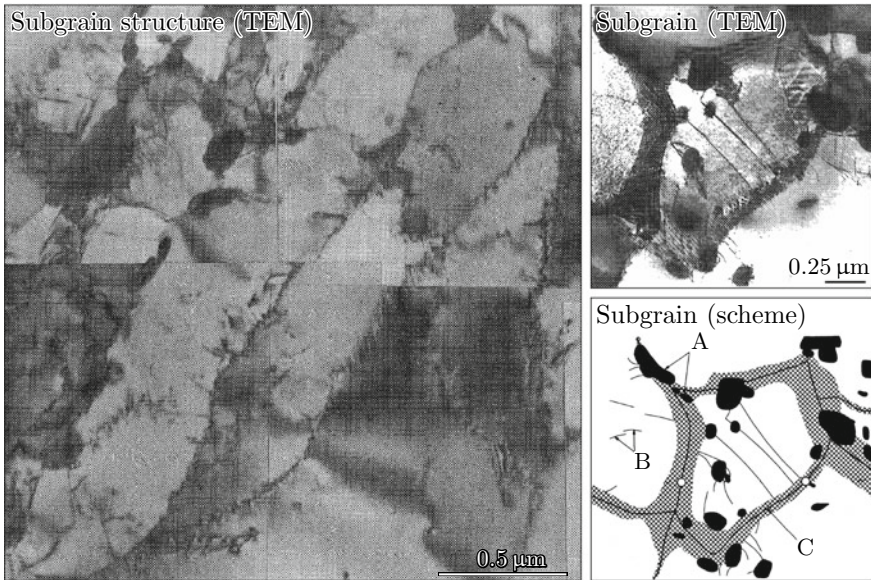 Subgrain structure (TEM)
0.5 μm
Subgrain (TEM)
0.25 μm
Subgrain (scheme)
A
B
C